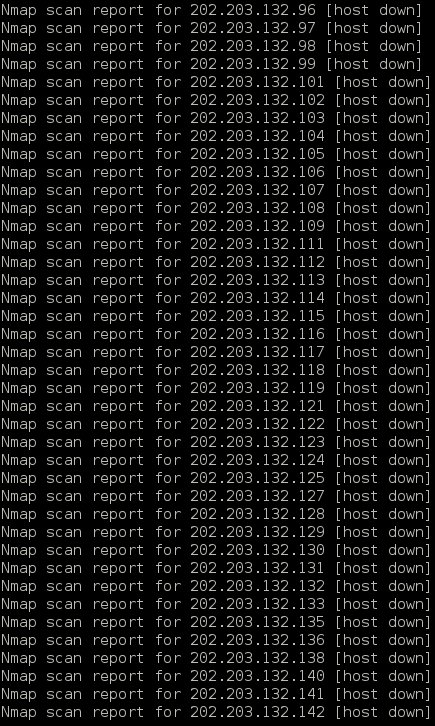 Nmap scan report for 202.203.132.96 [host down]
Nmap scan report for 202.203.132.97 [host down]
Nmap scan report for 202.203.132.98 [host down]
Nmap scan report for 202.203.132.99 [host down]
Nmap scan report for 202.203.132.101 [host down]
Nmap scan report for 202.203.132.102 [host down]
Nmap scan report for 202.203.132.103 [host down]
Nmap scan report for 202.203.132.104 [host down]
Nmap scan report for 202.203.132.105 [host down]
Nmap scan report for 202.203.132.106 [host down]
Nmap scan report for 202.203.132.107 [host down]
Nmap scan report for 202.203.132.108 [host down]
Nmap scan report for 202.203.132.109 [host down]
Nmap scan report for 202.203.132.111 [host down]
Nmap scan report for 202.203.132.112 [host down]
Nmap scan report for 202.203.132.113 [host down]
Nmap scan report for 202.203.132.114 [host down]
Nmap scan report for 202.203.132.115 [host down]
Nmap scan report for 202.203.132.116 [host down]
Nmap scan report for 202.203.132.117 [host down]
Nmap scan report for 202.203.132.118 [host down]
Nmap scan report for 202.203.132.119 [host down]
Nmap scan report for 202.203.132.121 [host down]
Nmap scan report for 202.203.132.122 [host down]
Nmap scan report for 202.203.132.123 [host down]
Nmap scan report for 202.203.132.124 [host down]
Nmap scan report for 202.203.132.125 [host down]
Nmap scan report for 202.203.132.127 [host down]
Nmap scan report for 202.203.132.128 [host down]
Nmap scan report for 202.203.132.129 [host down]
Nmap scan report for 202.203.132.130 [host down]
Nmap scan report for 202.203.132.131 [host down]
Nmap scan report for 202.203.132.132 [host down]
Nmap scan report for 202.203.132.133 [host down]
Nmap scan report for 202.203.132.135 [host down]
Nmap scan report for 202.203.132.136 [host down]
Nmap scan report for 202.203.132.138 [host down]
Nmap scan report for 202.203.132.140 [host down]
Nmap scan report for 202.203.132.141 [host down]
Nmap scan report for 202.203.132.142 [host down]